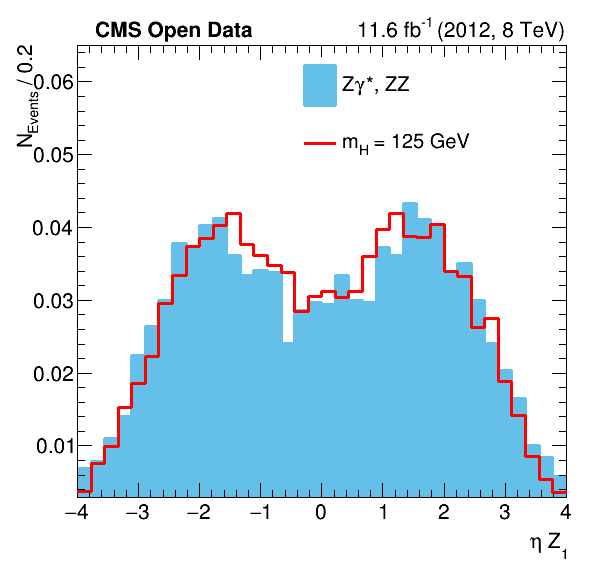 CMS Open Data 11.6 fb⁻¹ (2012, 8 TeV)
N_Events / 0.2
Zγ*, ZZ
m_H = 125 GeV
0.06
0.05
0.04
0.03
0.02
0.01
−4 −3 −2 −1 0 1 2 3 4
η Z₁